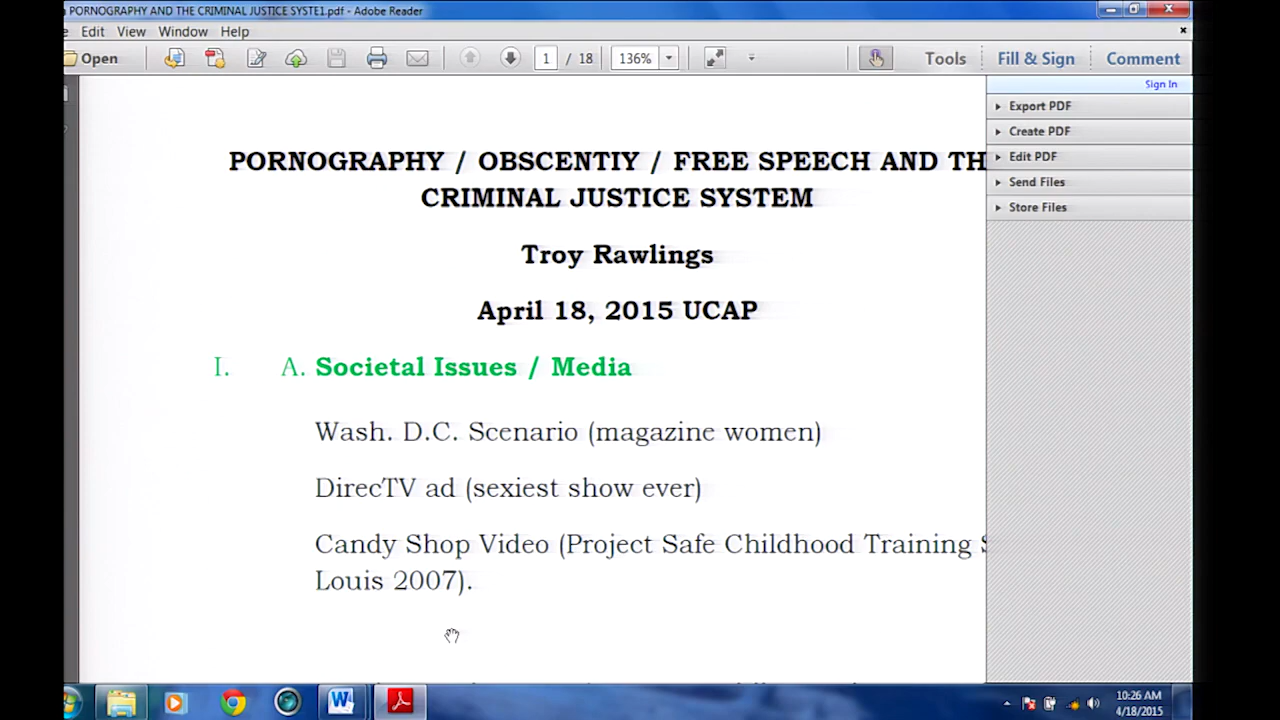 PORNOGRAPHY AND THE CRIMINAL JUSTICE SYSTE1.pdf - Adobe Reader
Edit View Window Help
Open 1 / 18 136% Tools Fill & Sign Comment
Sign In
Export PDF
Create PDF
Edit PDF
Send Files
Store Files
PORNOGRAPHY / OBSCENTIY / FREE SPEECH AND TH
CRIMINAL JUSTICE SYSTEM
Troy Rawlings
April 18, 2015 UCAP
I. A. Societal Issues / Media
Wash. D.C. Scenario (magazine women)
DirecTV ad (sexiest show ever)
Candy Shop Video (Project Safe Childhood Training S
Louis 2007).
10:26 AM
4/18/2015